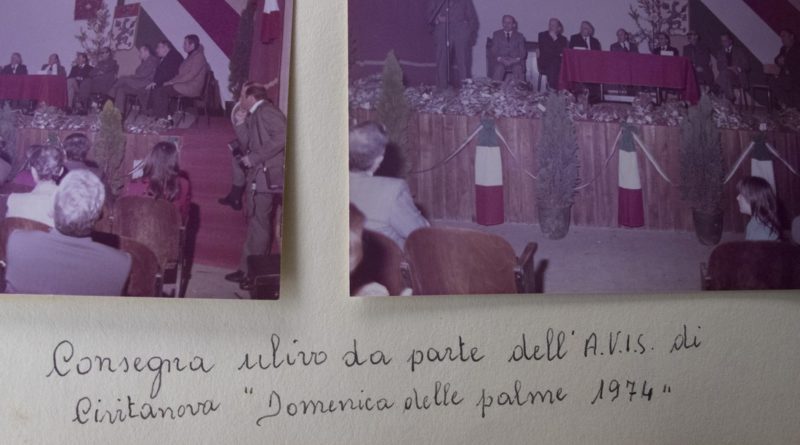 Consegna ulivo da parte dell'A.V.I.S. di
Civitanova "Domenica delle palme 1974"